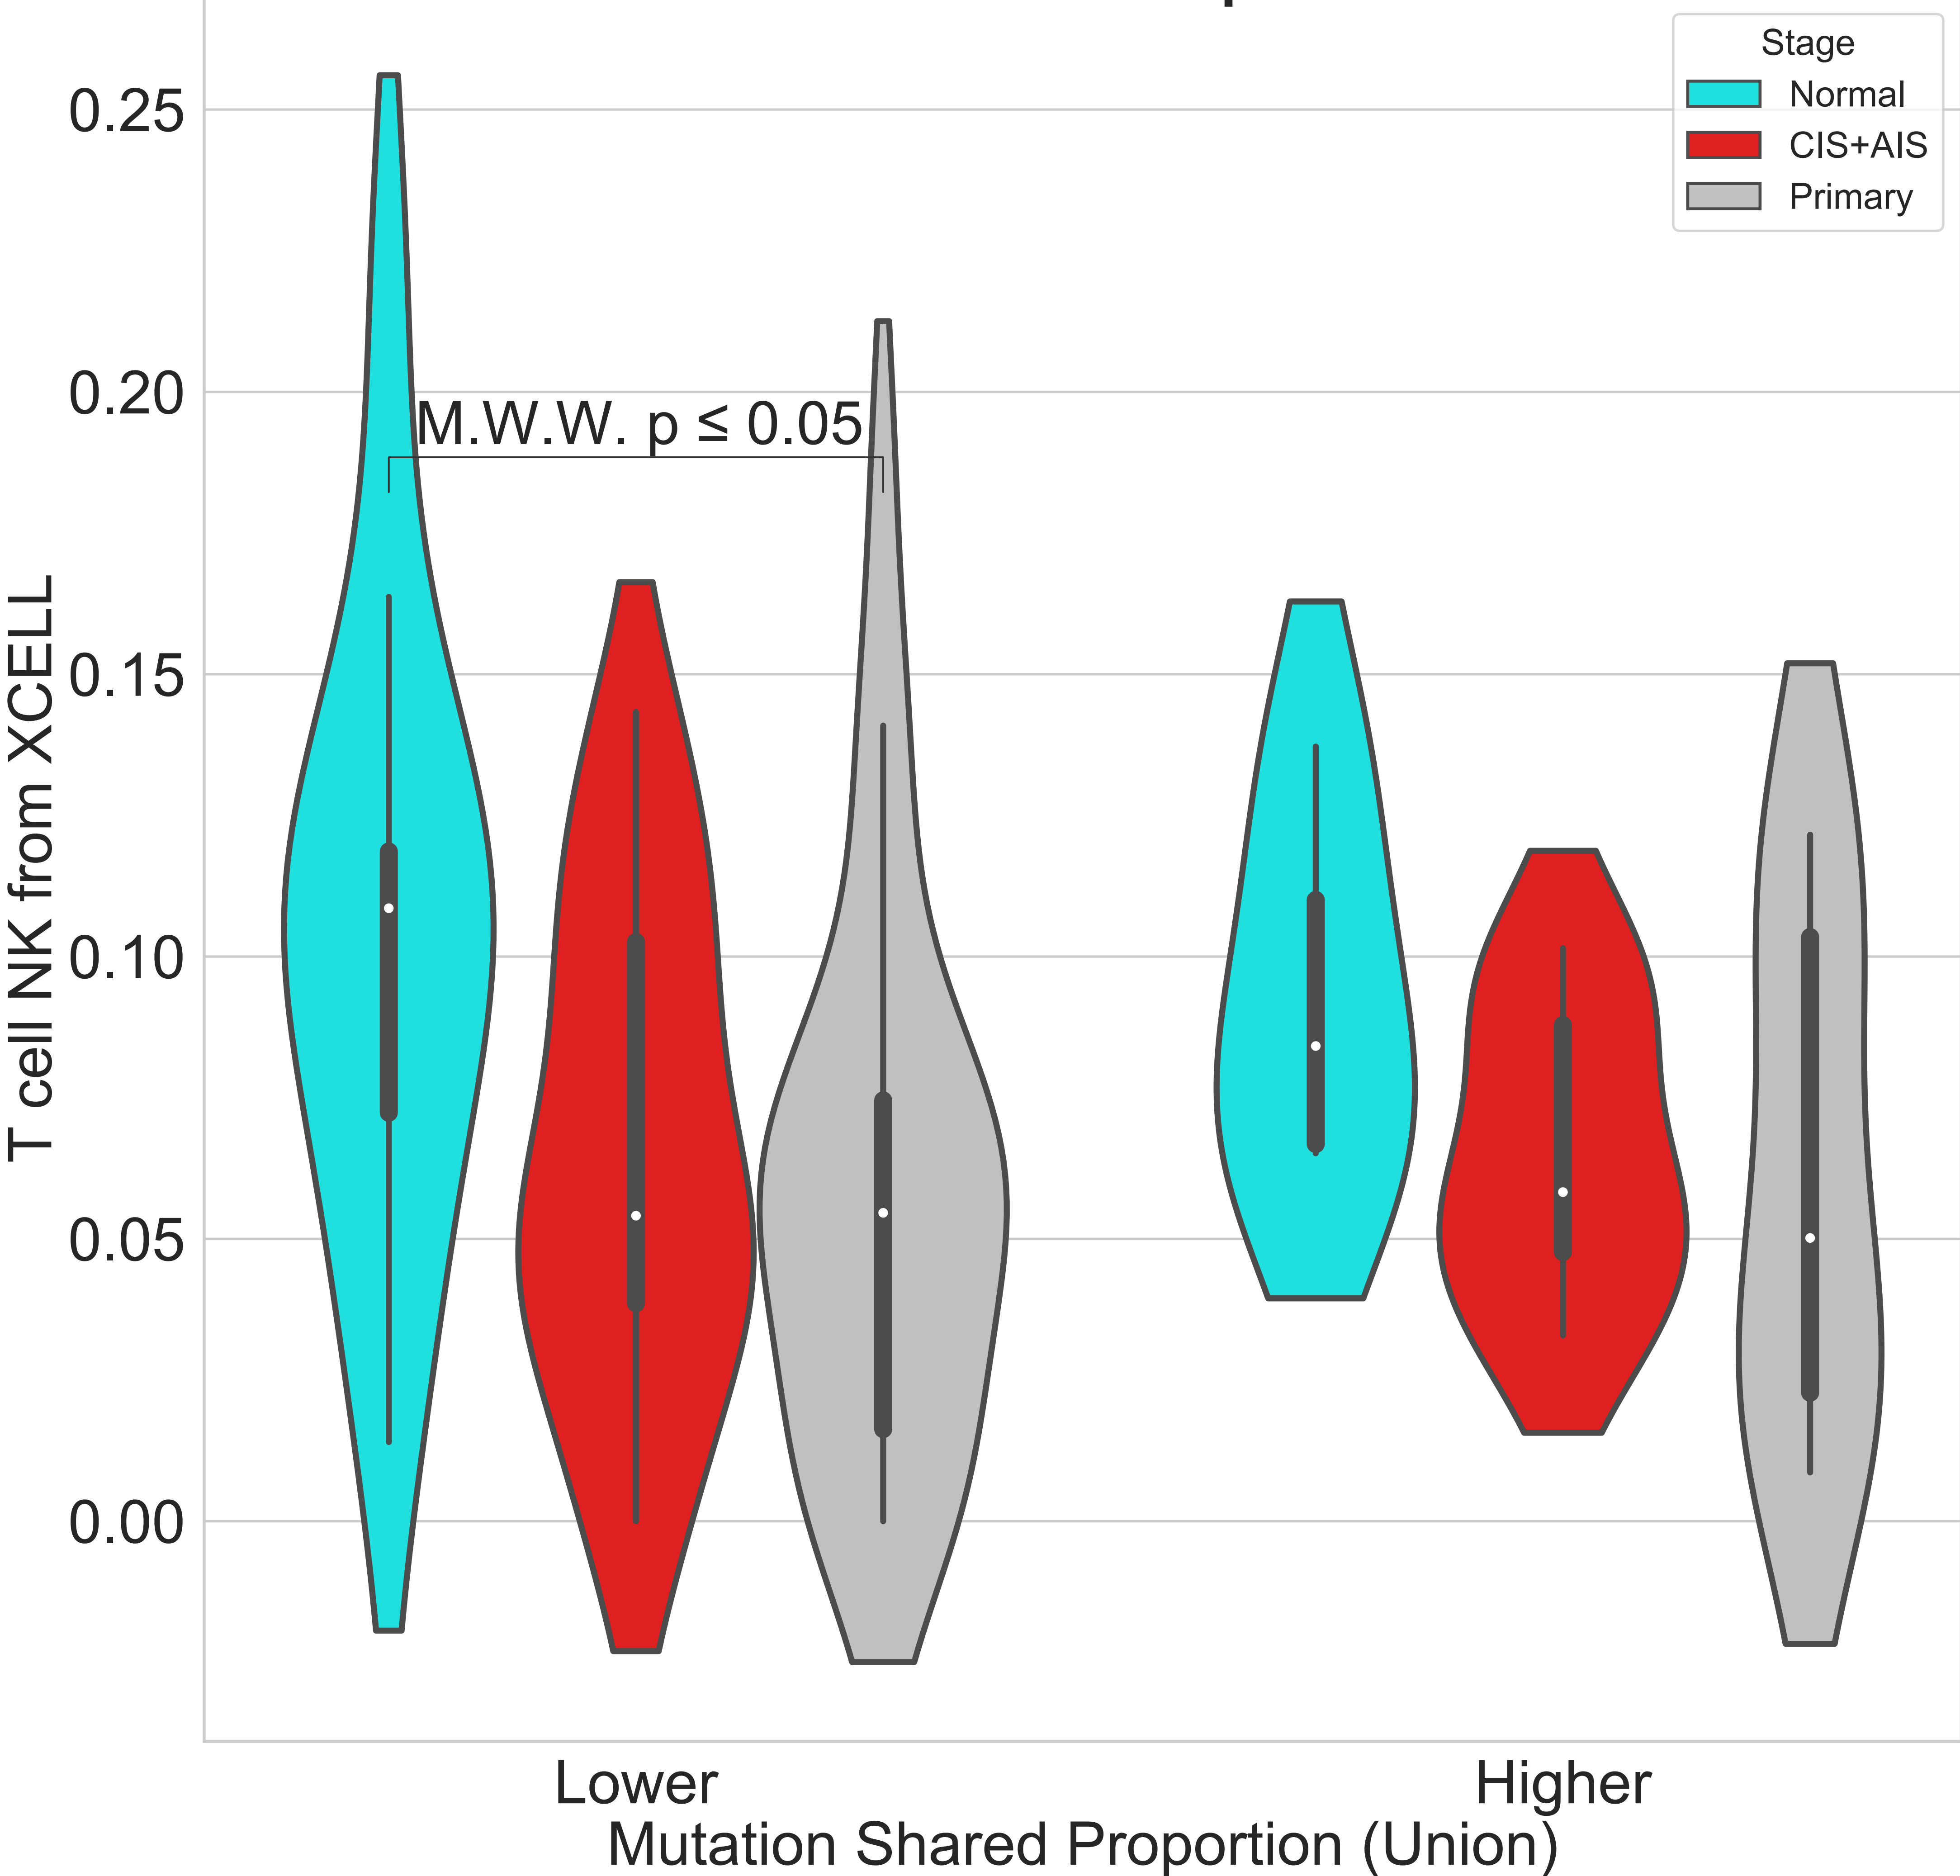 Stage
Normal
CIS+AIS
Primary
0.25
0.20
0.15
0.10
0.05
0.00
T cell NK from XCELL
M.W.W. p ≤ 0.05
Lower
Higher
Mutation Shared Proportion (Union)